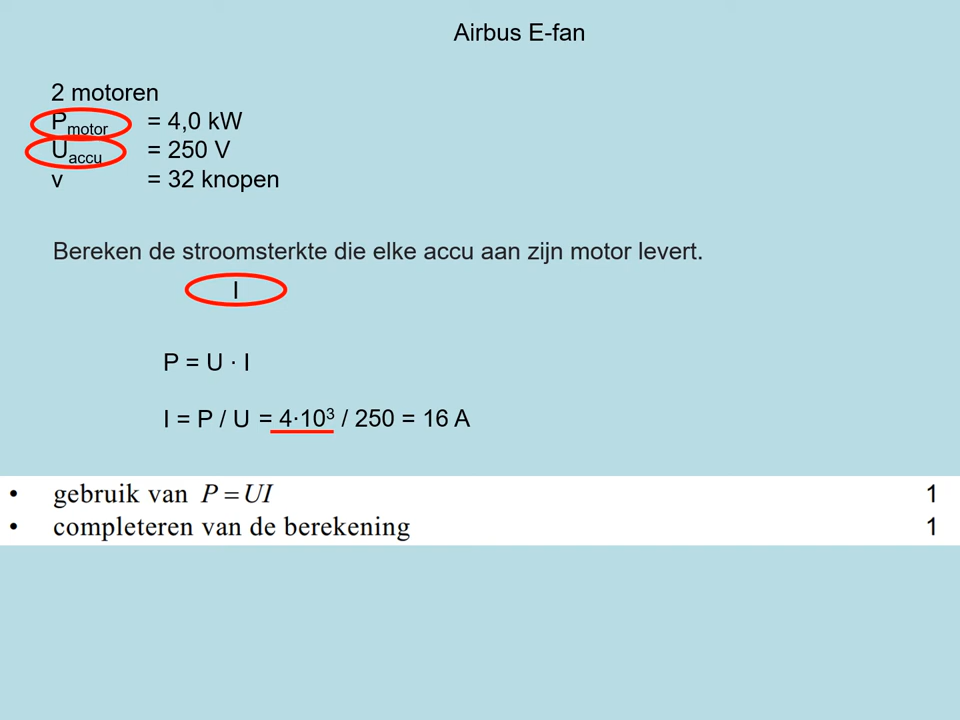 Airbus E-fan
2 motoren
Pmotor = 4,0 kW
Uaccu = 250 V
v = 32 knopen
Bereken de stroomsterkte die elke accu aan zijn motor levert.
I
P = U · I
I = P / U = 4·10³ / 250 = 16 A
• gebruik van P = UI 1
• completeren van de berekening 1